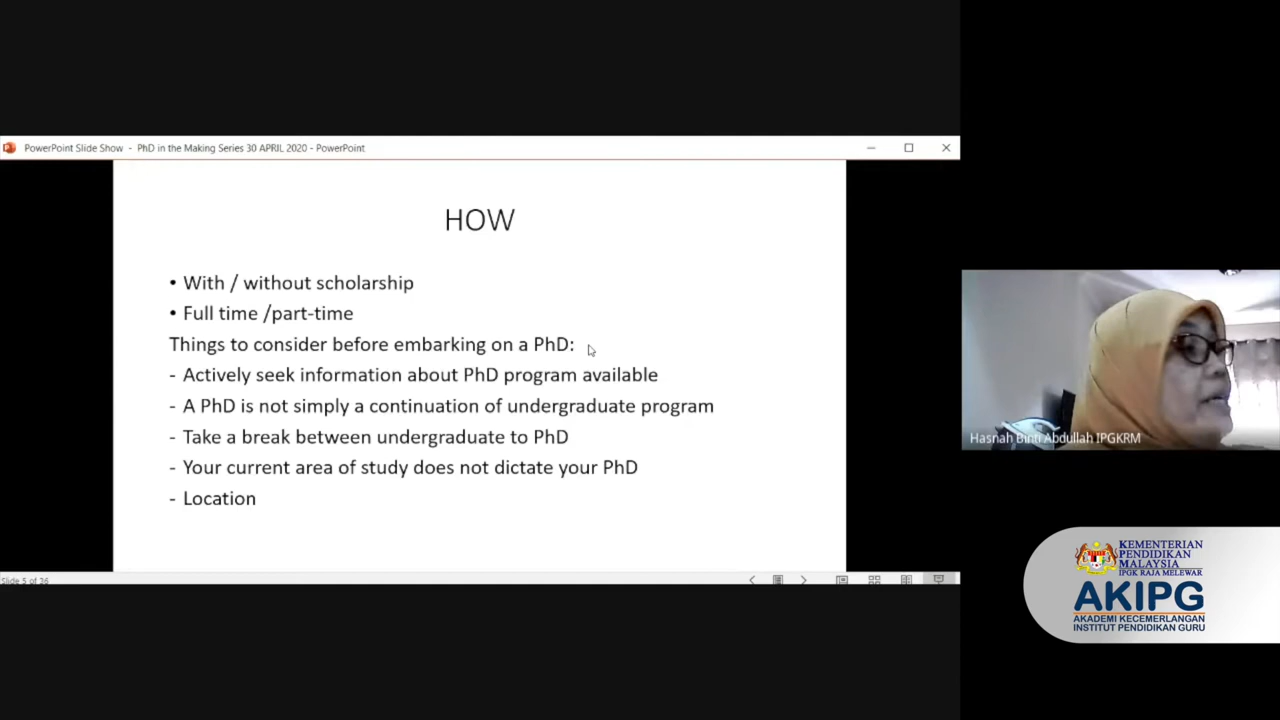 PowerPoint Slide Show - PhD in the Making Series 30 APRIL 2020 - PowerPoint
HOW
• With / without scholarship
• Full time /part-time
Things to consider before embarking on a PhD:
- Actively seek information about PhD program available
- A PhD is not simply a continuation of undergraduate program
- Take a break between undergraduate to PhD
- Your current area of study does not dictate your PhD
- Location
Slide 5 of 36
Hasnah Binti Abdullah IPGKRM
KEMENTERIAN
PENDIDIKAN
MALAYSIA
IPGK RAJA MELEWAR
AKIPG
AKADEMI KECEMERLANGAN
INSTITUT PENDIDIKAN GURU